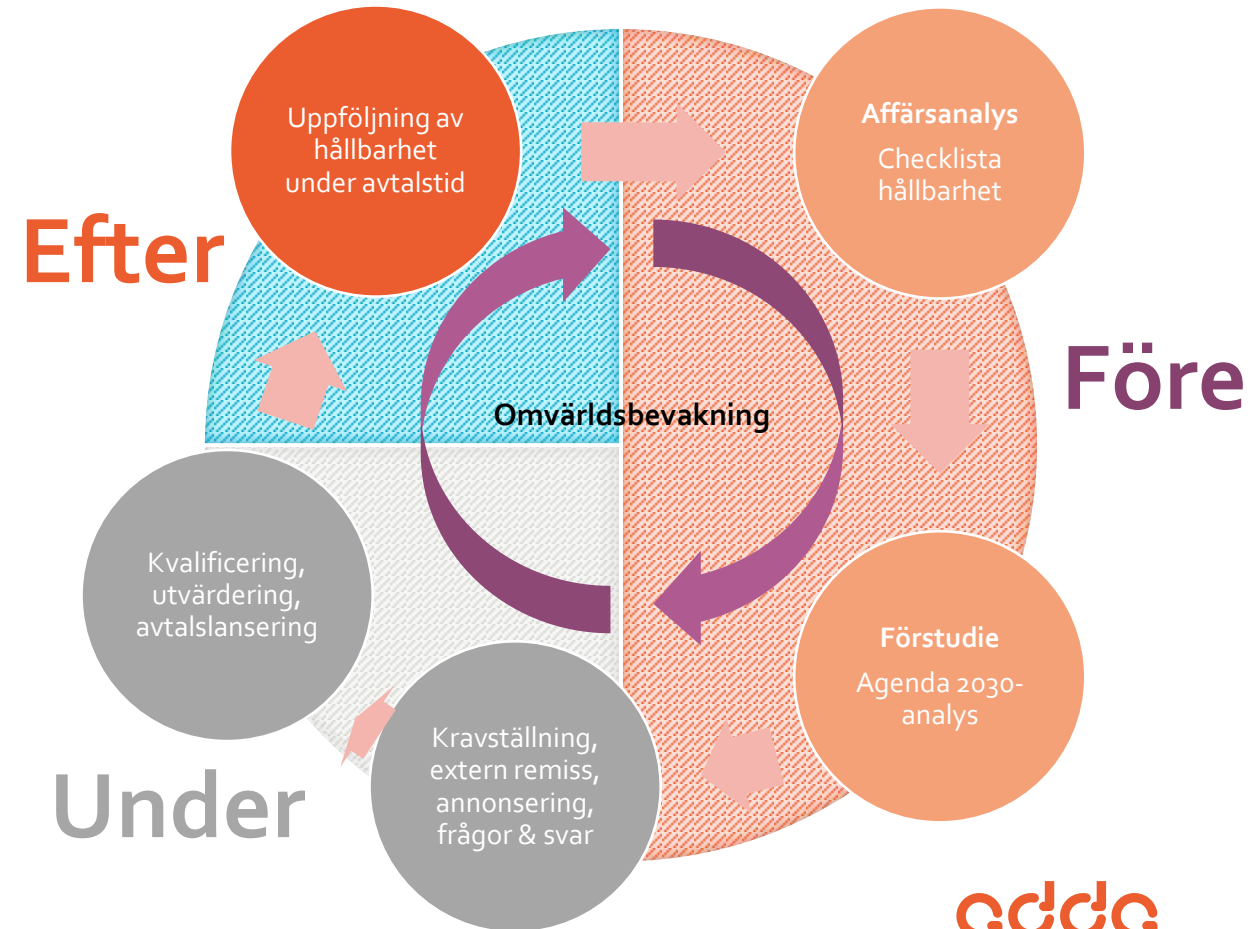 Uppföljning av
hållbarhet
under avtalstid
Affärsanalys
Checklista
hållbarhet
Efter
Före
Omvärldsbevakning
Kvalificering,
utvärdering,
avtalslansering
Förstudie
Agenda 2030-
analys
Kravställning,
extern remiss,
annonsering,
frågor & svar
Under
adda